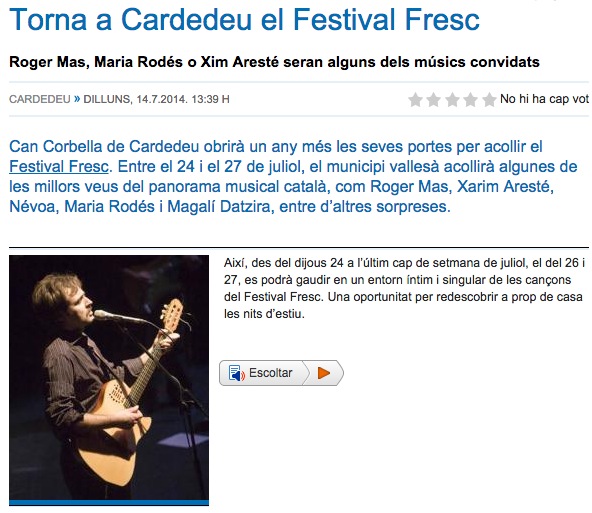 Torna a Cardedeu el Festival Fresc
Roger Mas, Maria Rodés o Xim Aresté seran alguns dels músics convidats
CARDEDEU » DILLUNS, 14.7.2014. 13:39 H
No hi ha cap vot
Can Corbella de Cardedeu obrirà un any més les seves portes per acollir el
Festival Fresc. Entre el 24 i el 27 de juliol, el municipi vallesà acollirà algunes de
les millors veus del panorama musical català, com Roger Mas, Xarim Aresté,
Névoa, Maria Rodés i Magalí Datzira, entre d'altres sorpreses.
Així, des del dijous 24 a l'últim cap de setmana de juliol, el del 26 i
27, es podrà gaudir en un entorn íntim i singular de les cançons
del Festival Fresc. Una oportunitat per redescobrir a prop de casa
les nits d'estiu.
Escoltar